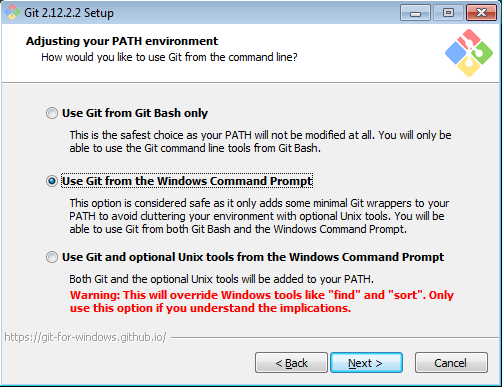 Git 2.12.2.2 Setup
Adjusting your PATH environment
How would you like to use Git from the command line?
Use Git from Git Bash only
This is the safest choice as your PATH will not be modified at all. You will only be
able to use the Git command line tools from Git Bash.
Use Git from the Windows Command Prompt
This option is considered safe as it only adds some minimal Git wrappers to your
PATH to avoid cluttering your environment with optional Unix tools. You will be
able to use Git from both Git Bash and the Windows Command Prompt.
Use Git and optional Unix tools from the Windows Command Prompt
Both Git and the optional Unix tools will be added to your PATH.
Warning: This will override Windows tools like "find" and "sort". Only
use this option if you understand the implications.
https://git-for-windows.github.io/
< Back Next > Cancel